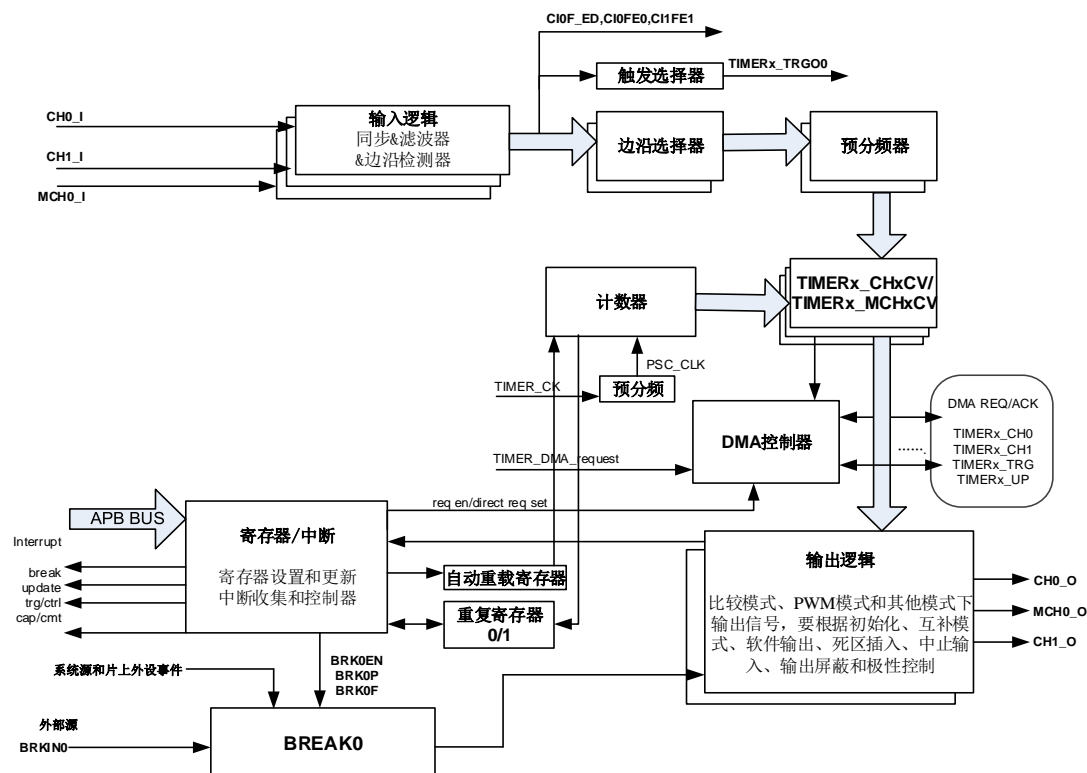 CI0F_ED,CI0FE0,CI1FE1
TIMERx_TRGO0
触发选择器
CH0_I
CH1_I
MCH0_I
输入逻辑
同步&滤波器
&边沿检测器
边沿选择器
预分频器
计数器
TIMERx_CHxCV/
TIMERx_MCHxCV
PSC_CLK
TIMER_CK
预分频
DMA控制器
DMA REQ/ACK
TIMERx_CH0
TIMERx_CH1
TIMERx_TRG
TIMERx_UP
.......
TIMER_DMA_request
req en/direct req set
APB BUS
Interrupt
break
update
trg/ctrl
cap/cmt
寄存器/中断
寄存器设置和更新
中断收集和控制器
自动重载寄存器
重复寄存器
0/1
输出逻辑
比较模式、PWM模式和其他模式下
输出信号，要根据初始化、互补模
式、软件输出、死区插入、中止输
入、输出屏蔽和极性控制
CH0_O
MCH0_O
CH1_O
BRK0EN
BRK0P
BRK0F
系统源和片上外设事件
外部源
BRKIN0
BREAK0